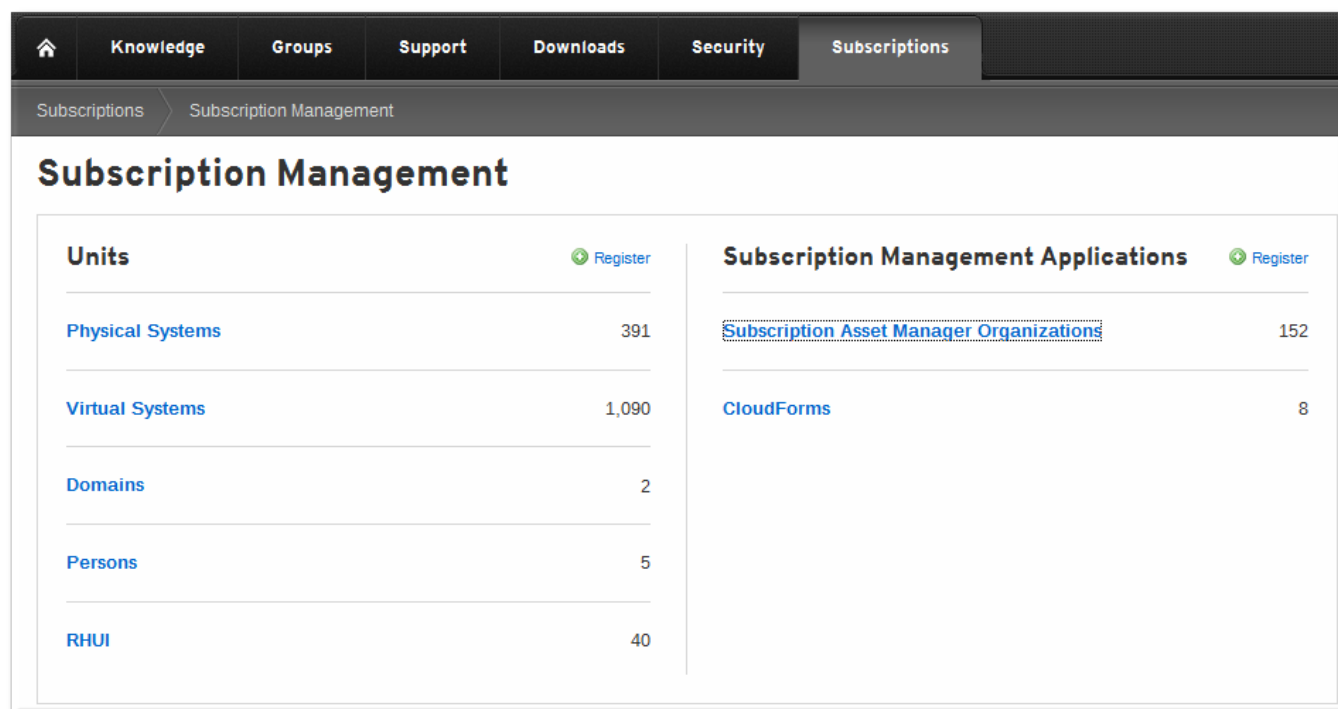 Knowledge Groups Support Downloads Security Subscriptions
Subscriptions Subscription Management
Subscription Management
Units Register
Physical Systems 391
Virtual Systems 1,090
Domains 2
Persons 5
RHUI 40
Subscription Management Applications Register
Subscription Asset Manager Organizations 152
CloudForms 8